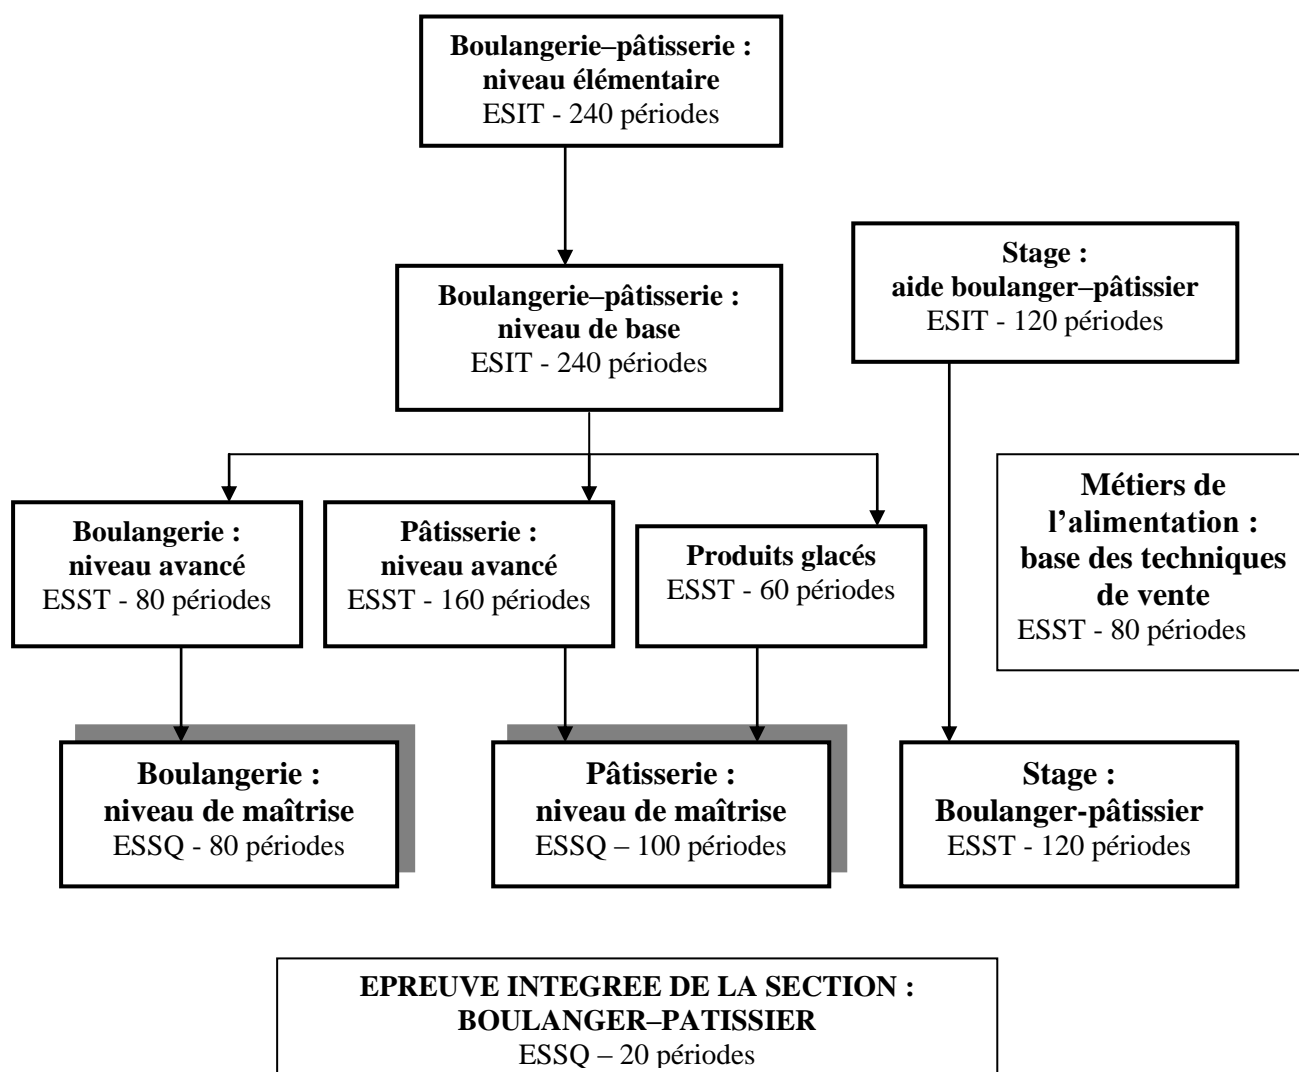 Boulangerie–pâtisserie :
niveau élémentaire
ESIT - 240 périodes
Stage :
aide boulanger–pâtissier
ESIT - 120 périodes
Boulangerie–pâtisserie :
niveau de base
ESIT - 240 périodes
Boulangerie :
niveau avancé
ESST - 80 périodes
Pâtisserie :
niveau avancé
ESST - 160 périodes
Produits glacés
ESST - 60 périodes
Métiers de
l’alimentation :
base des techniques
de vente
ESST - 80 périodes
Boulangerie :
niveau de maîtrise
ESSQ - 80 périodes
Pâtisserie :
niveau de maîtrise
ESSQ – 100 périodes
Stage :
Boulanger-pâtissier
ESST - 120 périodes
EPREUVE INTEGREE DE LA SECTION :
BOULANGER–PATISSIER
ESSQ – 20 périodes